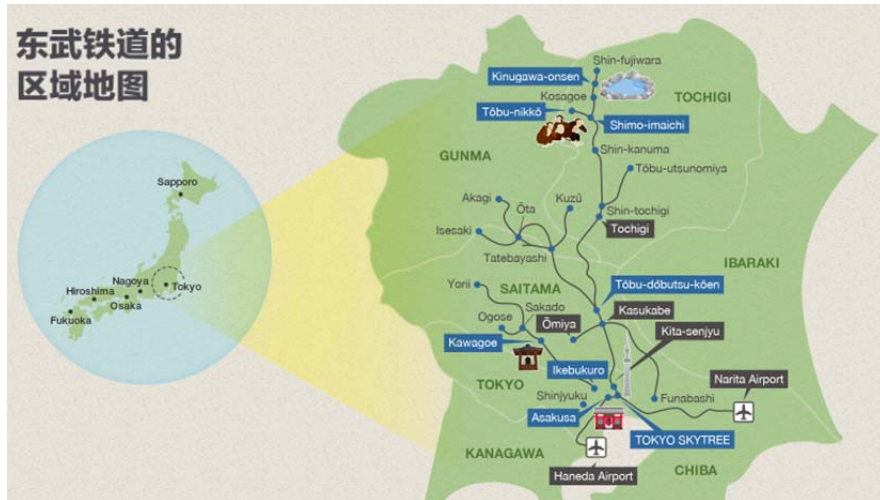 东武铁道的
区域地图
Sapporo
Nagoya
Hiroshima
Tokyo
Osaka
Fukuoka
Shin-fujiwara
Kinugawa-onsen
Kosagoe
TOCHIGI
Tōbu-nikkō
Shimo-imaichi
GUNMA
Shin-kanuma
Tōbu-utsunomiya
Akagi
Ōta
Kuzū
Shin-tochigi
Tochigi
Isesaki
Tatebayashi
IBARAKI
Yorii
SAITAMA
Tōbu-dōbutsu-kōen
Sakado
Kasukabe
Ogose
Ōmiya
Kita-senjyu
Kawagoe
Ikebukuro
TOKYO
Narita Airport
Shinjyuku
Funabashi
Asakusa
TOKYO SKYTREE
KANAGAWA
Haneda Airport
CHIBA